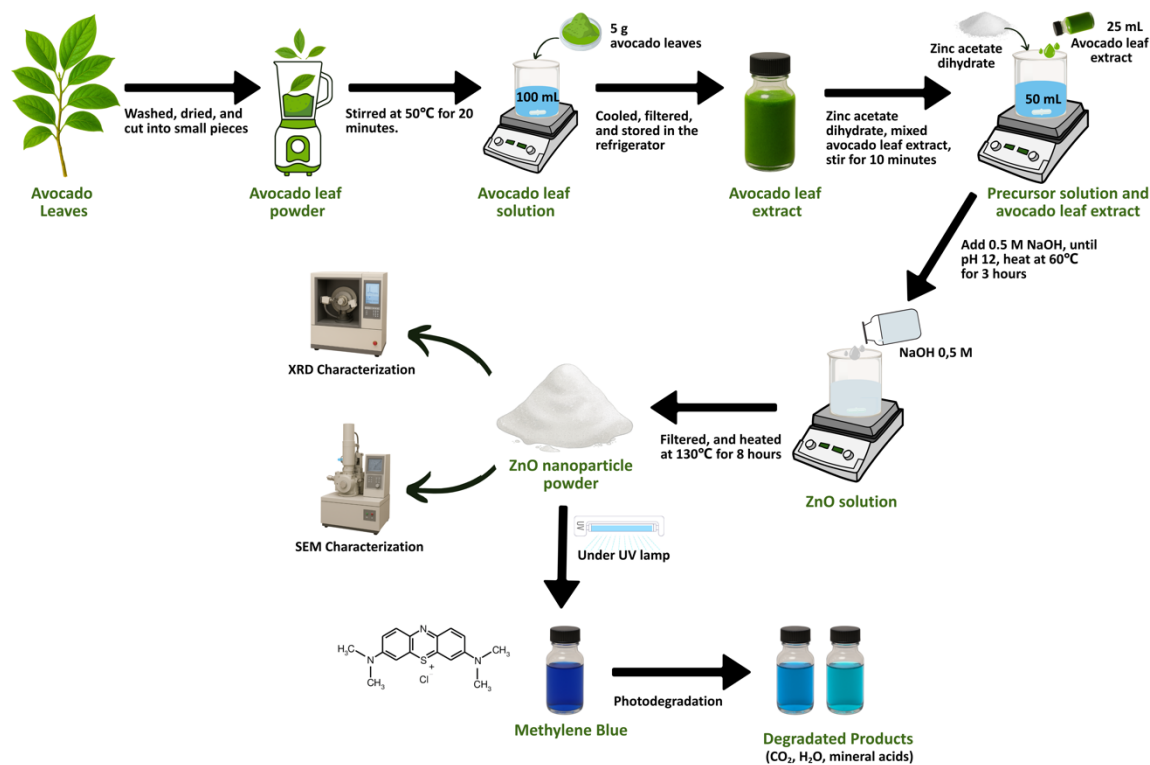 5 g
avocado leaves
100 mL
Zinc acetate
dihydrate
25 mL
Avocado leaf
extract
50 mL
Washed, dried, and
cut into small pieces
Stirred at 50℃ for 20
minutes.
Cooled, filtered,
and stored in the
refrigerator
Zinc acetate
dihydrate, mixed
avocado leaf extract,
stir for 10 minutes
Avocado
Leaves
Avocado leaf
powder
Avocado leaf
solution
Avocado leaf
extract
Precursor solution and
avocado leaf extract
Add 0.5 M NaOH, until
pH 12, heat at 60℃
for 3 hours
NaOH 0,5 M
ZnO solution
Filtered, and heated
at 130℃ for 8 hours
ZnO nanoparticle
powder
XRD Characterization
SEM Characterization
UV
Under UV lamp
N
H₃C
N
CH₃
S
+
Cl⁻
N
CH₃
CH₃
Methylene Blue
Photodegradation
Degradated Products
(CO₂, H₂O, mineral acids)